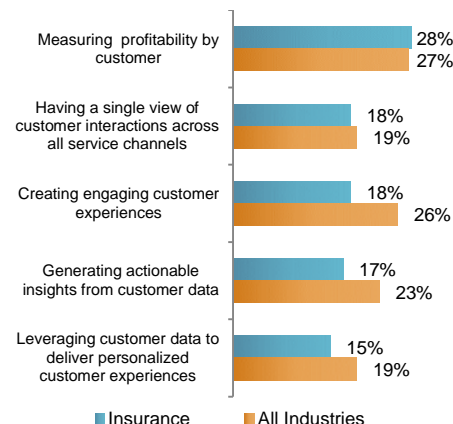 Measuring profitability by
customer
28%
27%
Having a single view of
customer interactions across
all service channels
18%
19%
Creating engaging customer
experiences
18%
26%
Generating actionable
insights from customer data
17%
23%
Leveraging customer data to
deliver personalized
customer experiences
15%
19%
Insurance
All Industries